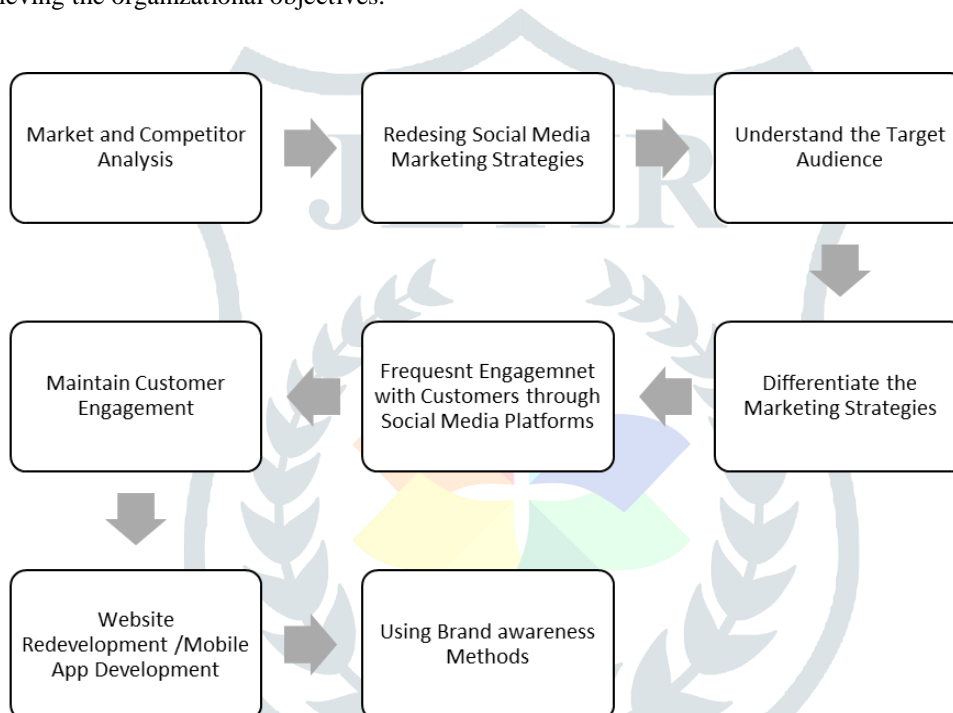 ieving the organizational objectives.
JETIR
Market and Competitor
Analysis
Redesing Social Media
Marketing Strategies
Understand the Target
Audience
Differentiate the
Marketing Strategies
Frequesnt Engagemnet
with Customers through
Social Media Platforms
Maintain Customer
Engagement
Website
Redevelopment /Mobile
App Development
Using Brand awareness
Methods